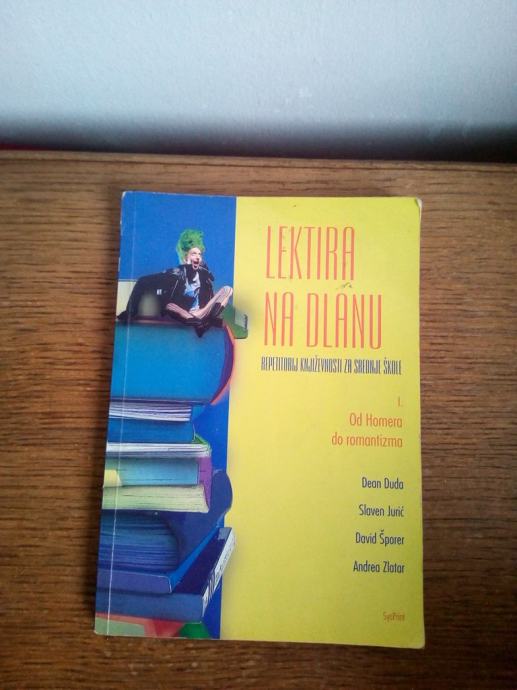 LEKTIRA
NA DLANU
REPETITORIJ KNJIŽEVNOSTI ZA SREDNJE ŠKOLE
I.
Od Homera
do romantizma
Dean Duda
Slaven Jurić
David Šporer
Andrea Zlatar
SysPrint